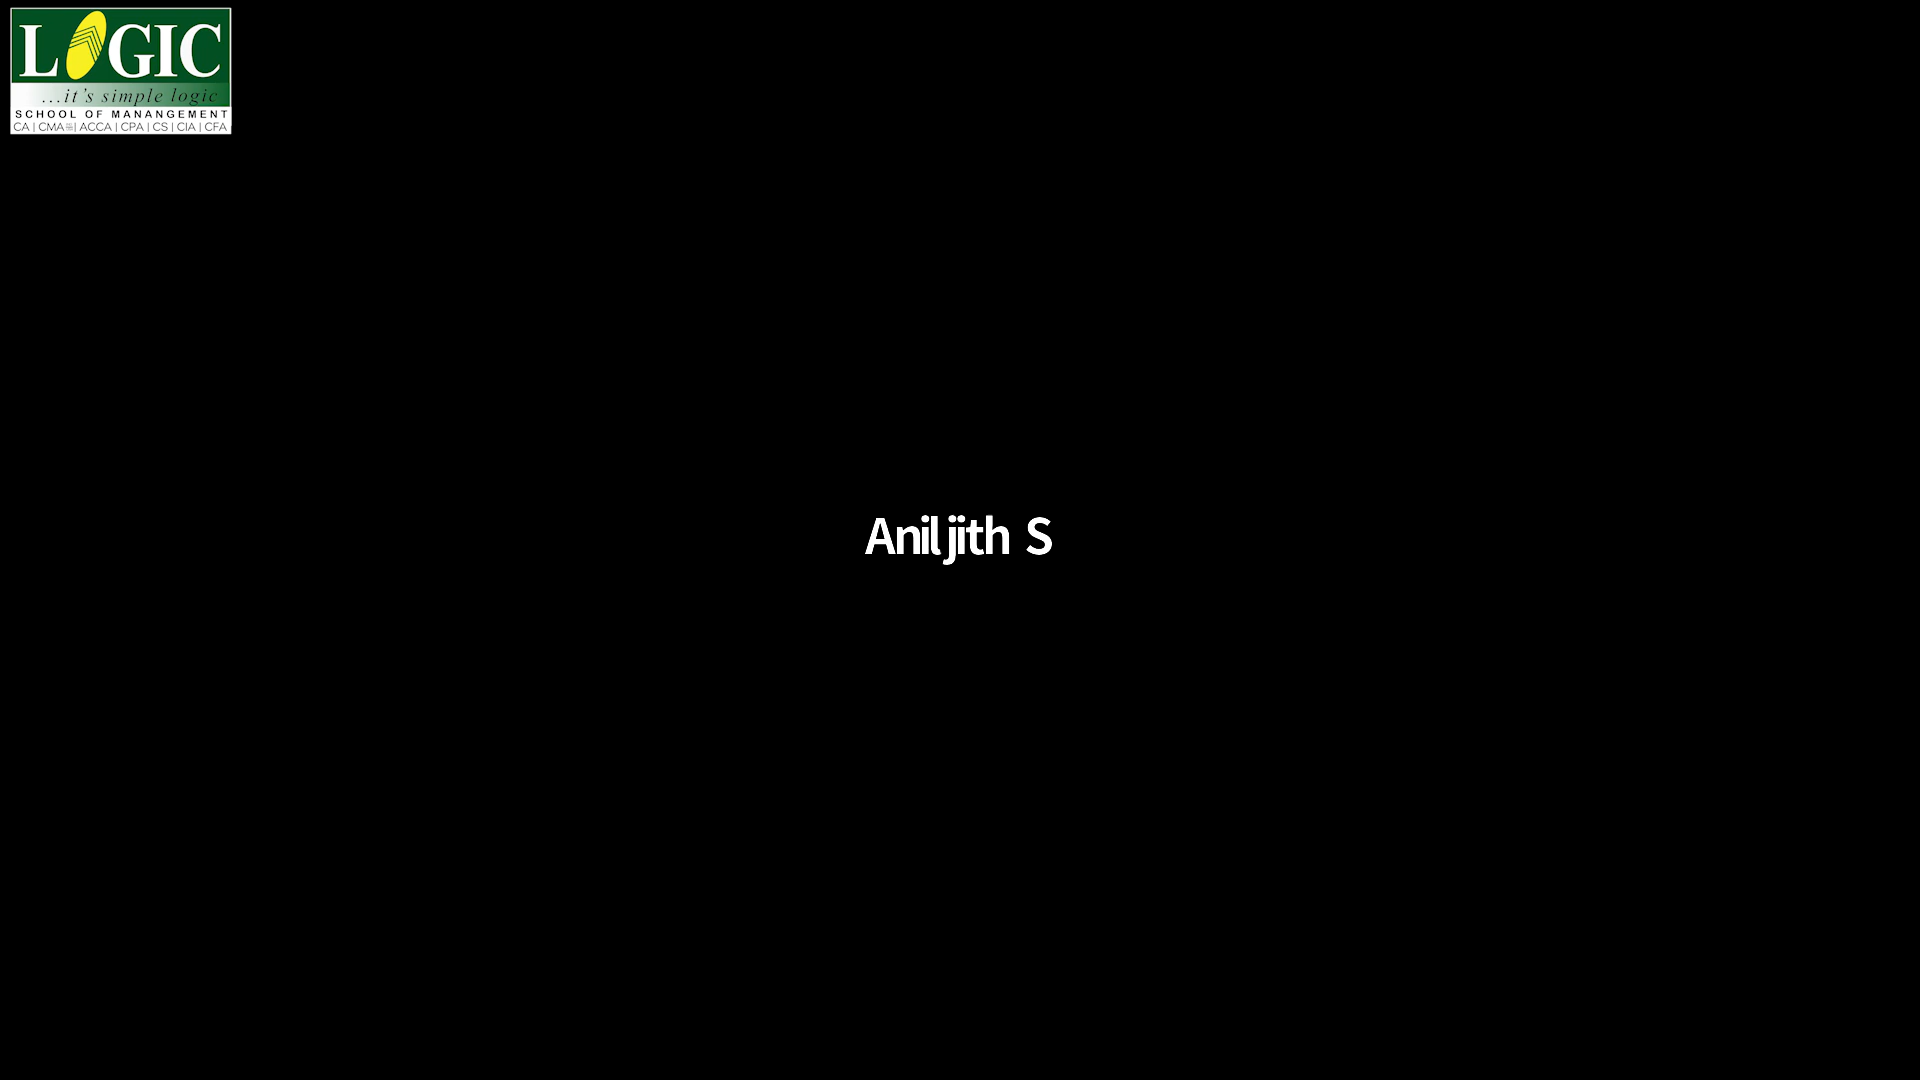 LOGIC
...it's simple logic
SCHOOL OF MANANGEMENT
CA | CMA | ACCA | CPA | CS | CIA | CFA
Aniljith S